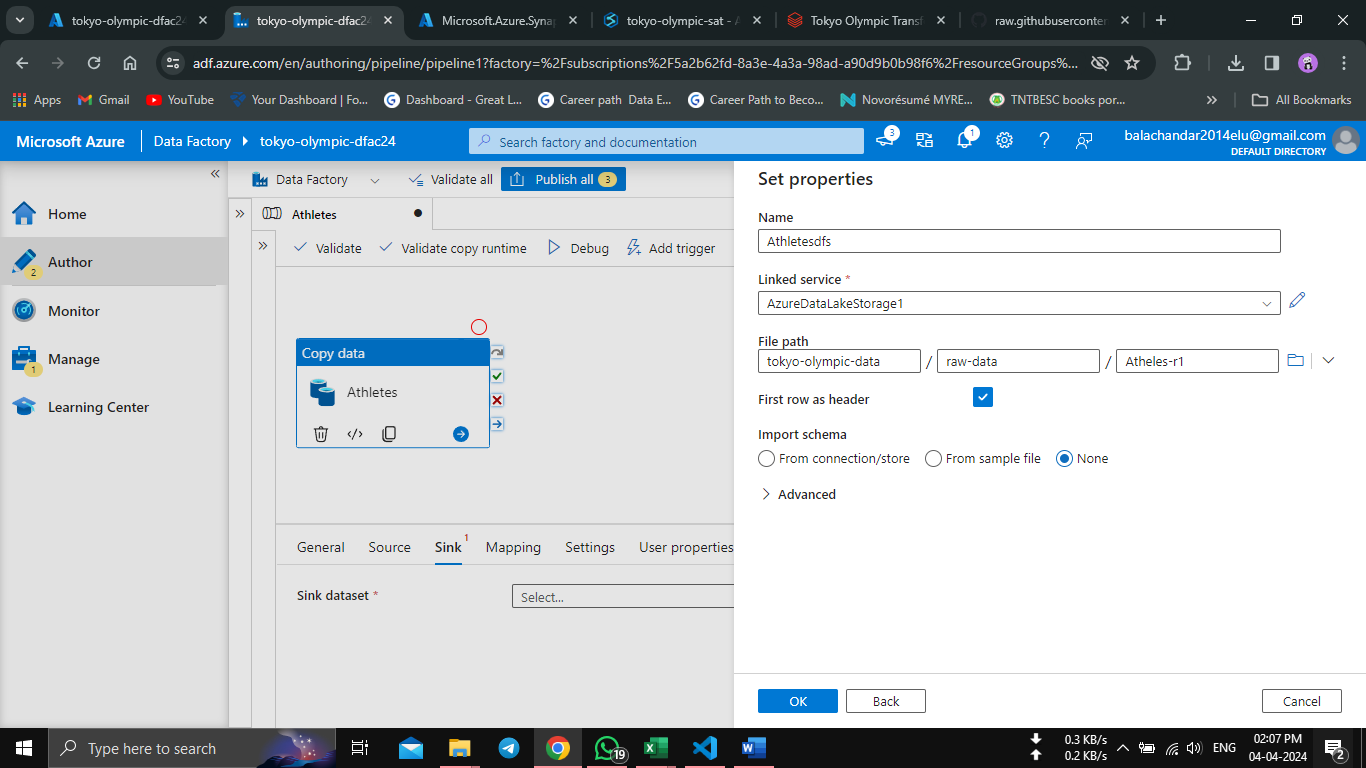 tokyo-olympic-dfac24
tokyo-olympic-dfac24
Microsoft.Azure.Syna
tokyo-olympic-sat - A
Tokyo Olympic Transf
raw.githubuserconten
adf.azure.com/en/authoring/pipeline/pipeline1?factory=%2Fsubscriptions%2F5a2b62fd-8a3e-4a3a-98ad-a90d9b0b98f6%2FresourceGroups%...
Apps
Gmail
YouTube
Your Dashboard | Fo...
Dashboard - Great L...
Career path Data E...
Career Path to Beco...
Novorésumé MYRE...
TNTBESC books por...
»
All Bookmarks
Microsoft Azure
Data Factory
tokyo-olympic-dfac24
Search factory and documentation
3
1
balachandar2014elu@gmail.com
DEFAULT DIRECTORY
Home
Author
2
Monitor
Manage
1
Learning Center
Data Factory
Validate all
Publish all 3
Athletes
Validate
Validate copy runtime
Debug
Add trigger
Copy data
Athletes
General
Source
Sink 1
Mapping
Settings
User properties
Sink dataset *
Select...
Set properties
Name
Athletesdfs
Linked service *
AzureDataLakeStorage1
File path
tokyo-olympic-data / raw-data / Atheles-r1
First row as header
Import schema
From connection/store
From sample file
None
Advanced
OK
Back
Cancel
Type here to search
19
0.3 KB/s
0.2 KB/s
ENG
02:07 PM
04-04-2024
2